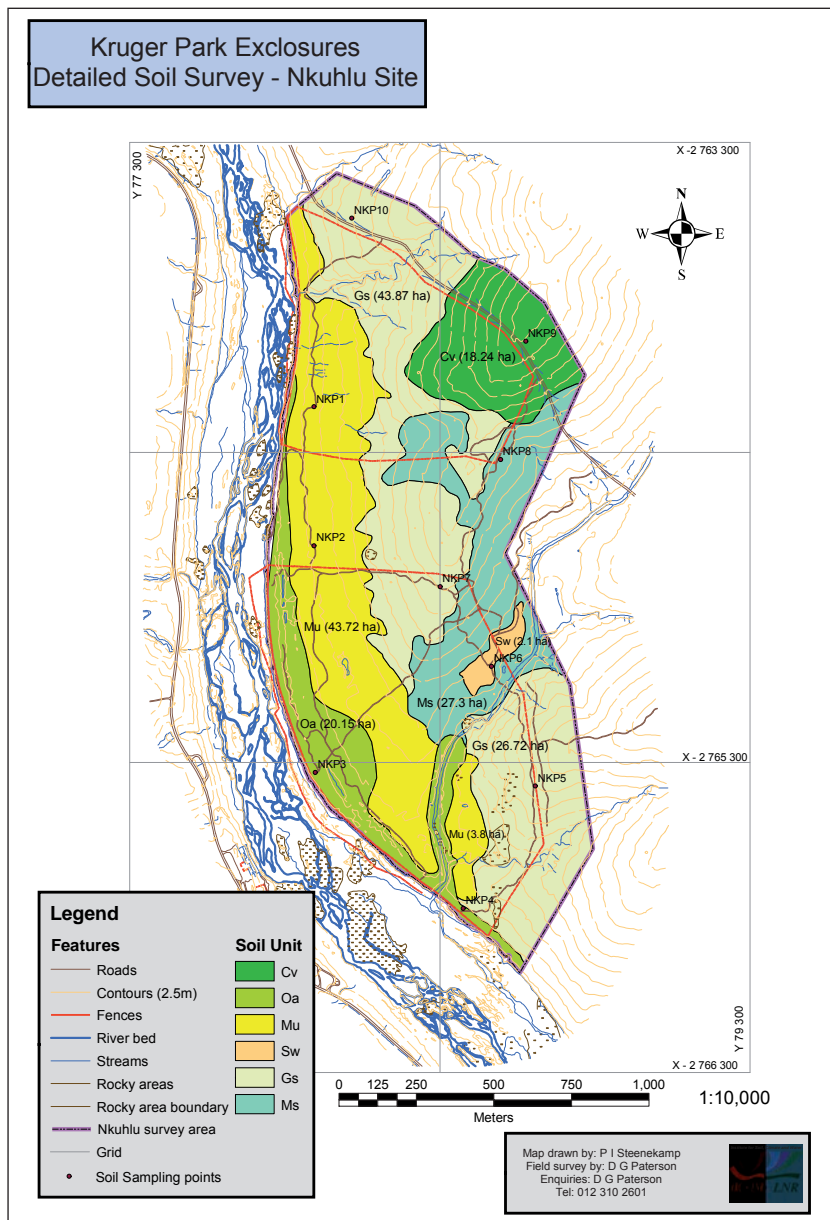 Kruger Park Exclosures
Detailed Soil Survey - Nkuhlu Site
Y 77 300
X -2 763 300
N
W E
S
NKP10
Gs (43.87 ha)
NKP9
Cv (18.24 ha)
NKP1
NKP8
NKP2
NKP7
Mu (43.72 ha)
Sw (2.1 ha)
NKP6
Ms (27.3 ha)
Oa (20.15 ha)
Gs (26.72 ha)
X - 2 765 300
NKP3
NKP5
Mu (3.8 ha)
NKP4
Y 79 300
X - 2 766 300
Legend
Features
Roads
Contours (2.5m)
Fences
River bed
Streams
Rocky areas
Rocky area boundary
Nkuhlu survey area
Grid
Soil Sampling points
Soil Unit
Cv
Oa
Mu
Sw
Gs
Ms
0 125 250 500 750 1,000
Meters
1:10,000
Map drawn by: P I Steenekamp
Field survey by: D G Paterson
Enquiries: D G Paterson
Tel: 012 310 2601